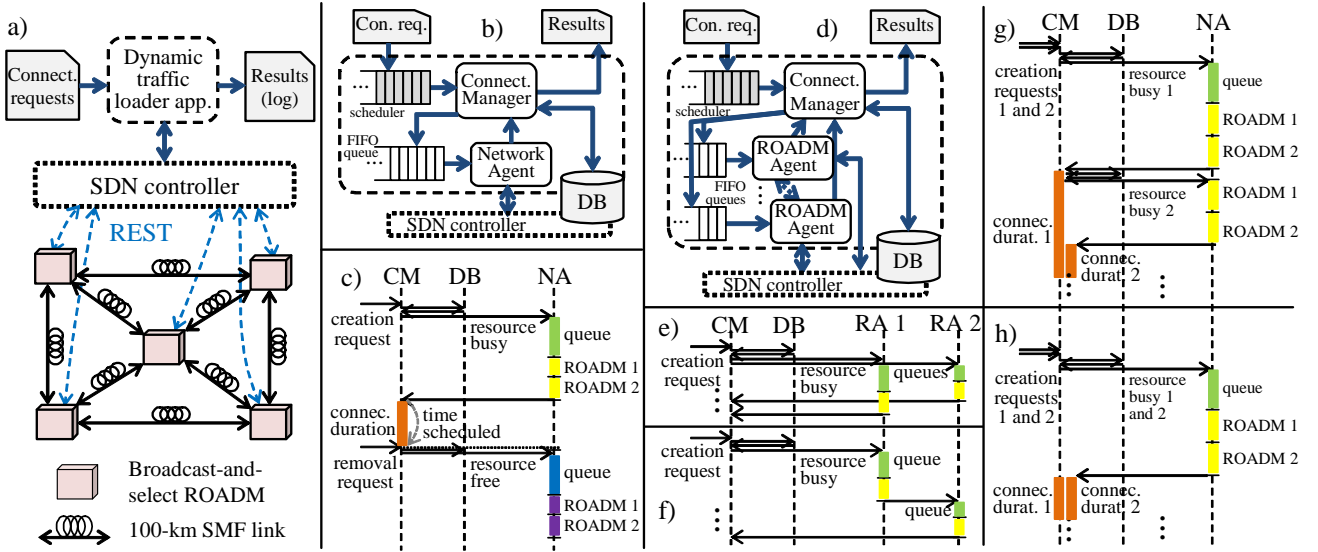 a)
Connect.
requests
Dynamic
traffic
loader app.
Results
(log)
SDN controller
REST
Broadcast-and-
select ROADM
100-km SMF link
b)
Con. req.
Results
...
scheduler
Connect.
Manager
FIFO
queue
...
Network
Agent
DB
SDN controller
c)
CM
DB
NA
creation
request
resource
busy
queue
ROADM 1
ROADM 2
connec.
duration
time
scheduled
removal
request
resource
free
queue
ROADM 1
ROADM 2
d)
Con. req.
Results
...
scheduler
Connect.
Manager
...
ROADM
Agent
FIFO
queues
...
...
ROADM
Agent
DB
SDN controller
e)
CM
DB
RA 1
RA 2
creation
request
resource
busy
queues
...
f)
creation
request
resource
busy
queue
queue
...
g)
CM
DB
NA
creation
requests
1 and 2
resource
busy 1
queue
ROADM 1
ROADM 2
resource
busy 2
ROADM 1
ROADM 2
connec.
durat. 1
connec.
durat. 2
...
...
h)
creation
requests
1 and 2
resource
busy 1
and 2
queue
ROADM 1
ROADM 2
connec.
durat. 1
connec.
durat. 2
...
...